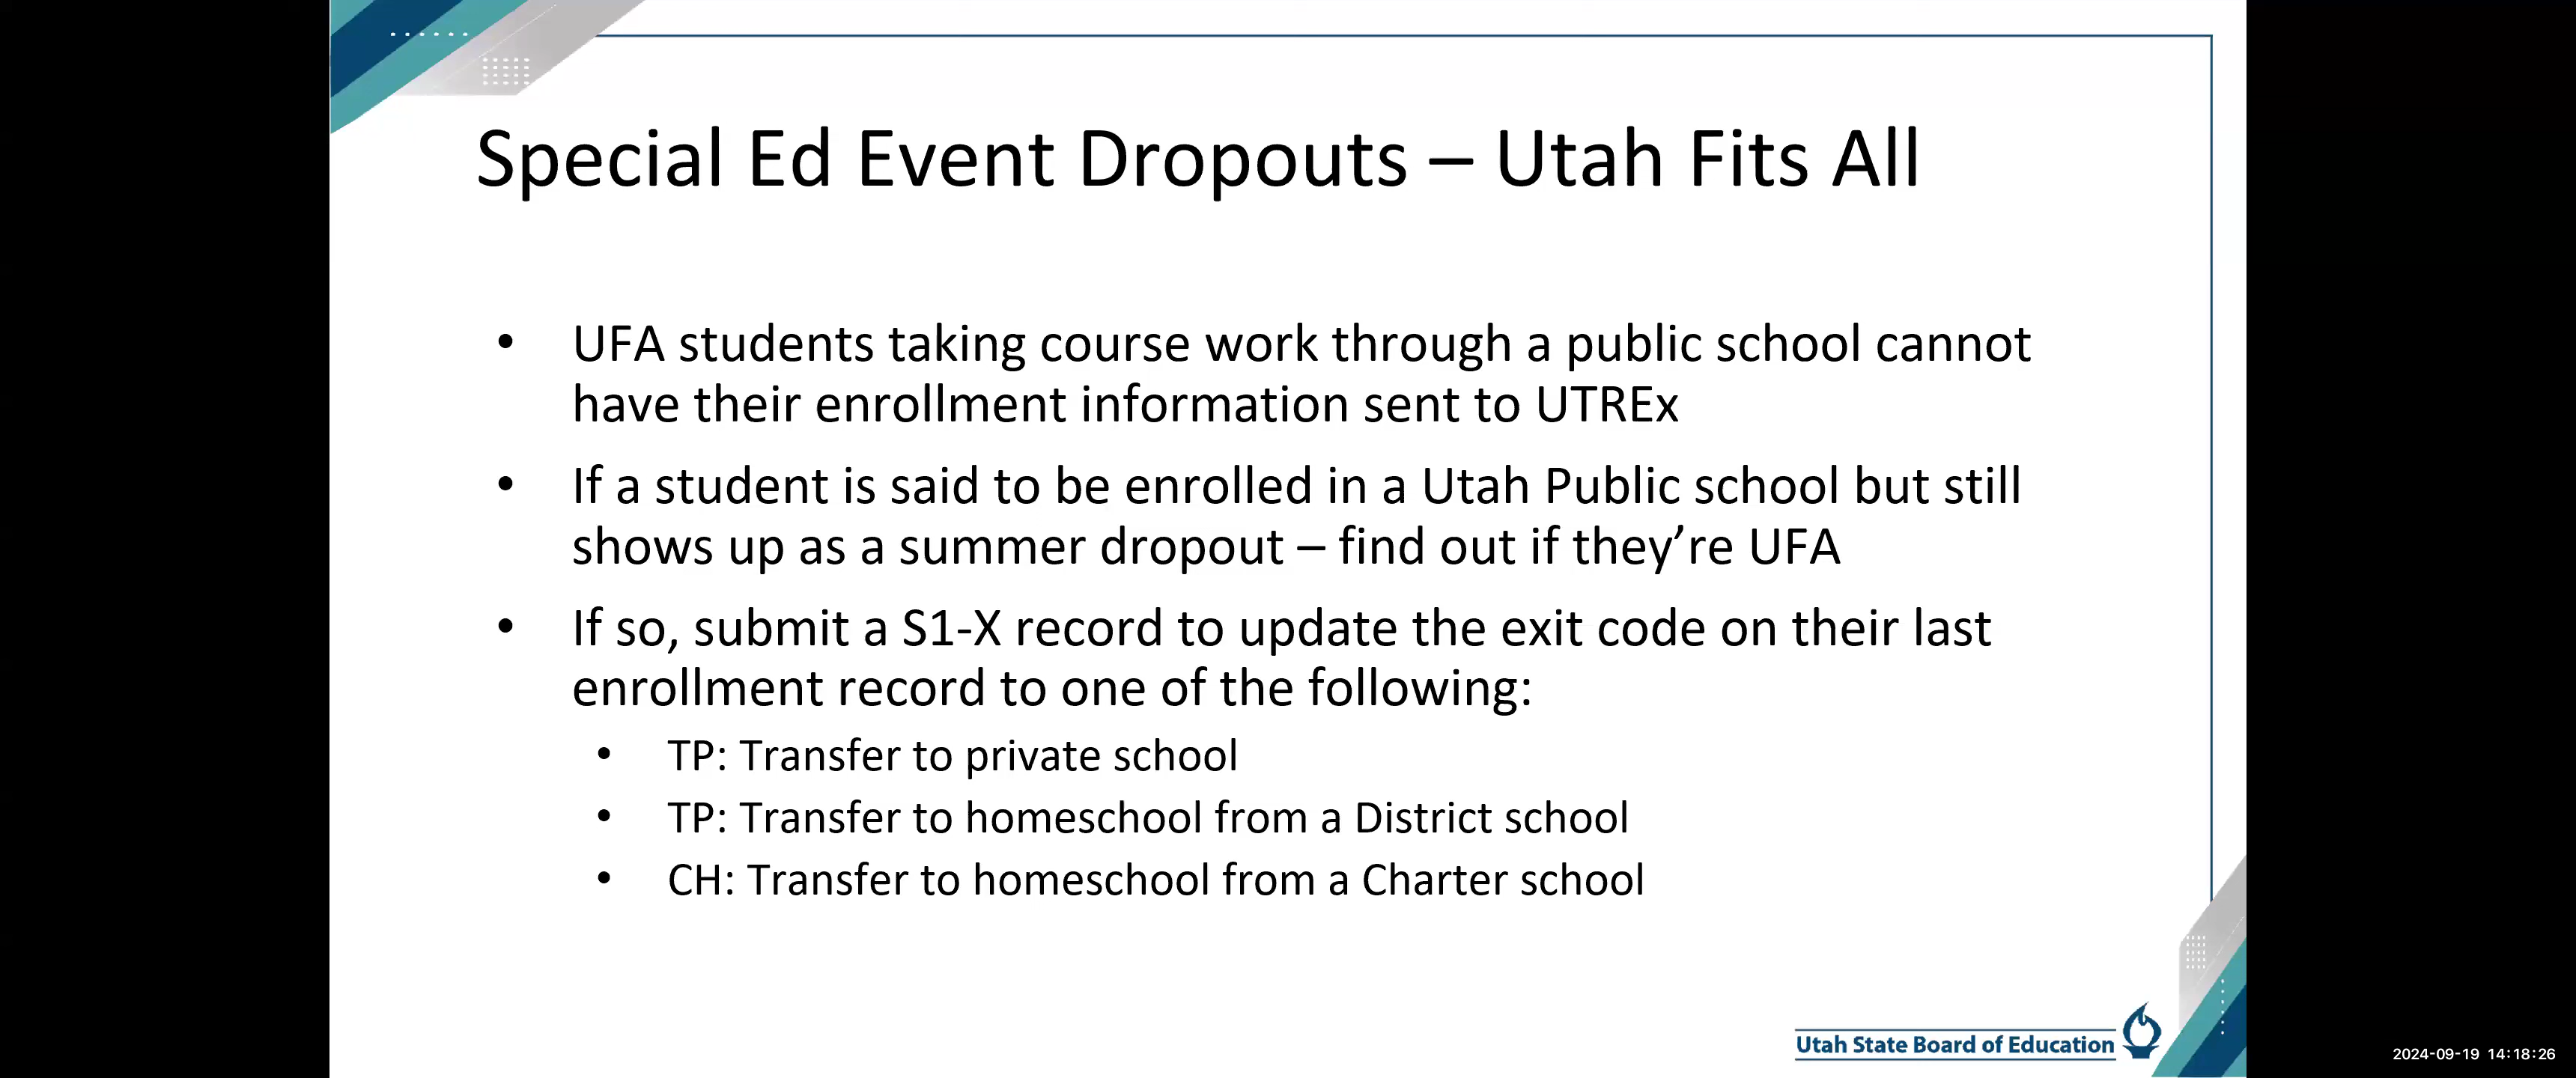 Special Ed Event Dropouts – Utah Fits All
• UFA students taking course work through a public school cannot
have their enrollment information sent to UTREx
• If a student is said to be enrolled in a Utah Public school but still
shows up as a summer dropout – find out if they’re UFA
• If so, submit a S1-X record to update the exit code on their last
enrollment record to one of the following:
• TP: Transfer to private school
• TP: Transfer to homeschool from a District school
• CH: Transfer to homeschool from a Charter school
Utah State Board of Education
2024-09-19 14:18:26